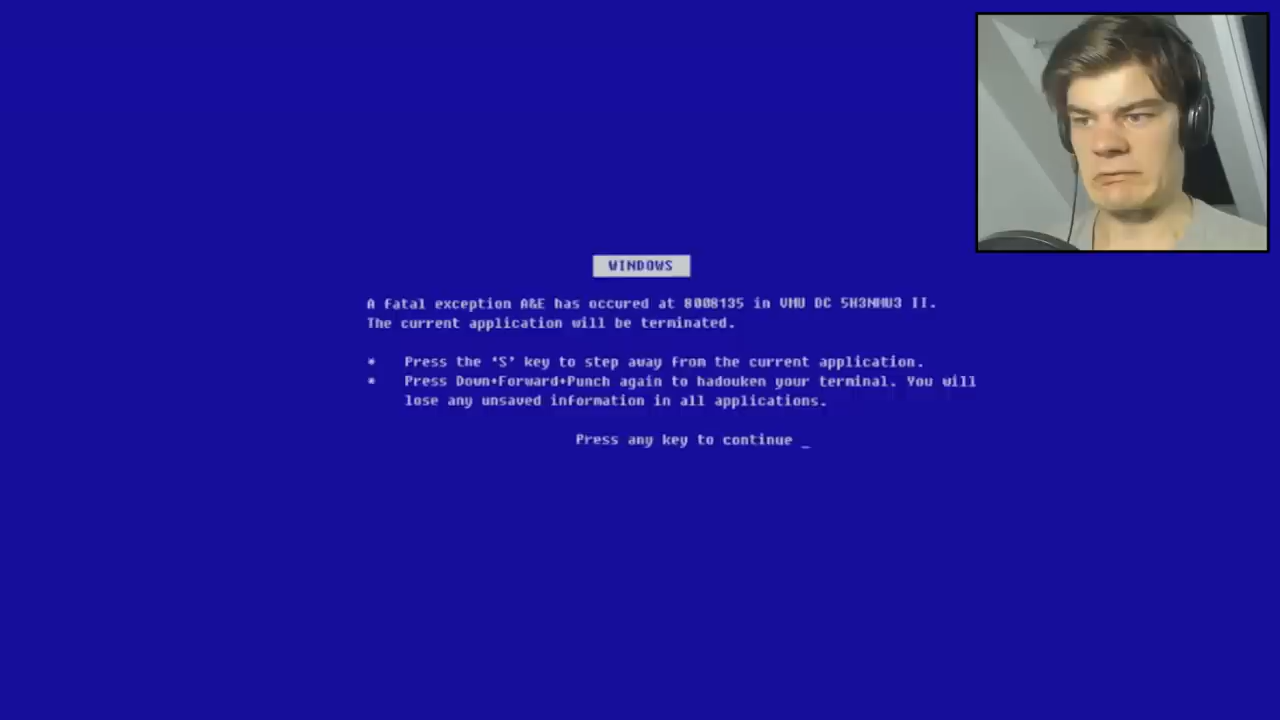 WINDOWS
A fatal exception A&E has occured at 8008135 in VMU DC 5H3NMU3 II.
The current application will be terminated.
* Press the ‘S’ key to step away from the current application.
* Press Down+Forward+Punch again to hadouken your terminal. You will
lose any unsaved information in all applications.
Press any key to continue _